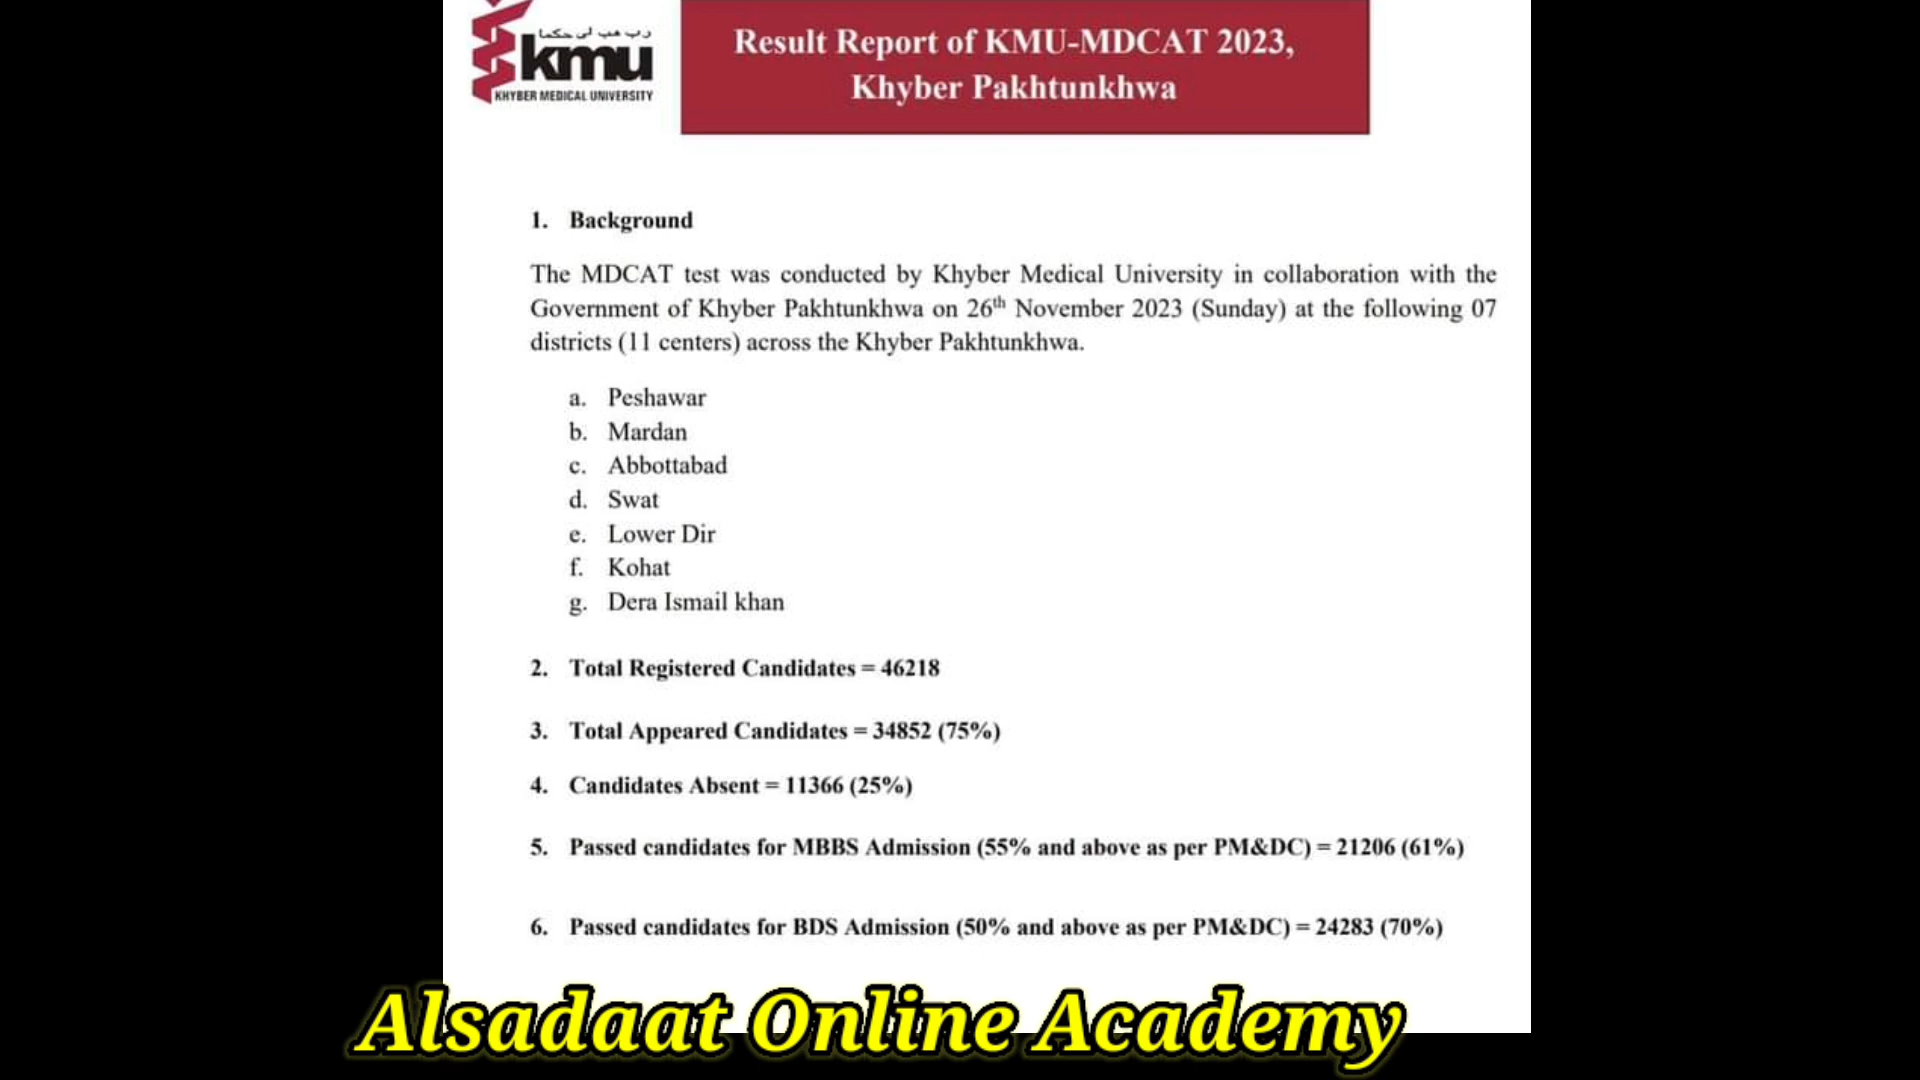 رب هب لی حکما
kmu
KHYBER MEDICAL UNIVERSITY
Result Report of KMU-MDCAT 2023,
Khyber Pakhtunkhwa
1. Background
The MDCAT test was conducted by Khyber Medical University in collaboration with the
Government of Khyber Pakhtunkhwa on 26th November 2023 (Sunday) at the following 07
districts (11 centers) across the Khyber Pakhtunkhwa.
a. Peshawar
b. Mardan
c. Abbottabad
d. Swat
e. Lower Dir
f. Kohat
g. Dera Ismail khan
2. Total Registered Candidates = 46218
3. Total Appeared Candidates = 34852 (75%)
4. Candidates Absent = 11366 (25%)
5. Passed candidates for MBBS Admission (55% and above as per PM&DC) = 21206 (61%)
6. Passed candidates for BDS Admission (50% and above as per PM&DC) = 24283 (70%)
Alsadaat Online Academy